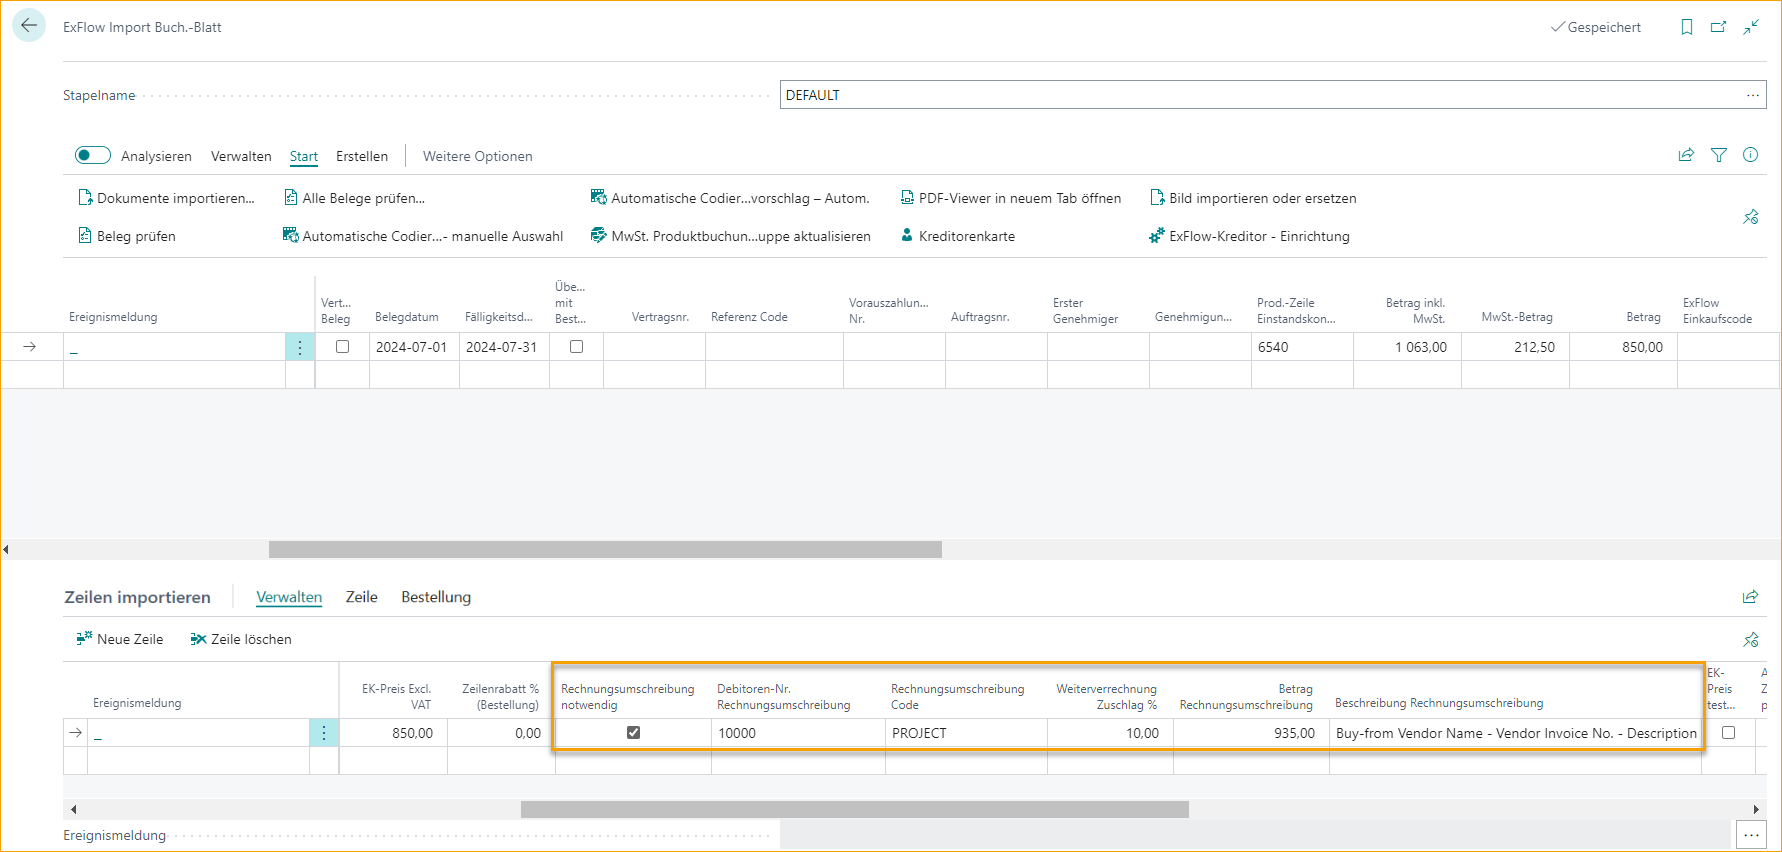 ExFlow Import Buch.-Blatt
Gespeichert
Stapelname
DEFAULT
Analysieren Verwalten Start Erstellen Weitere Optionen
Dokumente importieren... Alle Belege prüfen... Automatische Codier...vorschlag – Autom. PDF-Viewer in neuem Tab öffnen Bild importieren oder ersetzen
Beleg prüfen Automatische Codier...- manuelle Auswahl MwSt. Produktbuchun...uppe aktualisieren Kreditorenkarte ExFlow-Kreditor - Einrichtung
Übe...
Vert... mit Vorauszahlun... Erster Prod.-Zeile Betrag inkl. ExFlow
Ereignismeldung Beleg Belegdatum Fälligkeitsd... Best... Vertragsnr. Referenz Code Nr. Auftragsnr. Genehmiger Genehmigun... Einstandskon... MwSt. MwSt.-Betrag Betrag Einkaufscode
_ 2024-07-01 2024-07-31 6540 1 063,00 212,50 850,00
Zeilen importieren Verwalten Zeile Bestellung
Neue Zeile Zeile löschen
EK-Preis Excl. Zeilenrabatt % Rechnungsumschreibung Debitoren-Nr. Rechnungsumschreibung Weiterverrechnung Betrag EK- A
Ereignismeldung VAT (Bestellung) notwendig Rechnungsumschreibung Code Zuschlag % Rechnungsumschreibung Beschreibung Rechnungsumschreibung Preis Z
test... p
_ 850,00 0,00 10000 PROJECT 10,00 935,00 Buy-from Vendor Name - Vendor Invoice No. - Description
Ereignismeldung